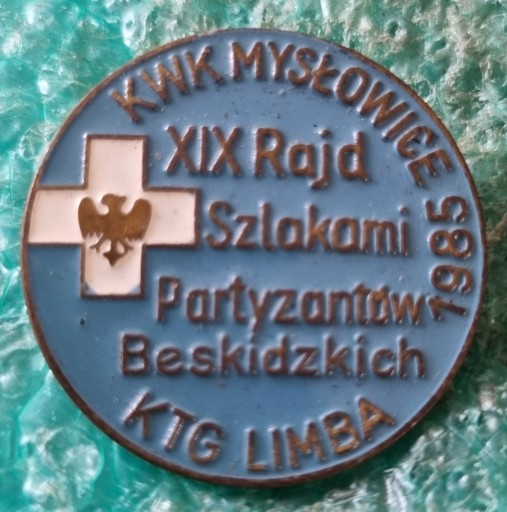 KWK MYSŁOWICE 1985
XIX Rajd
Szlakami
Partyzantów
Beskidzkich
KTG LIMBA